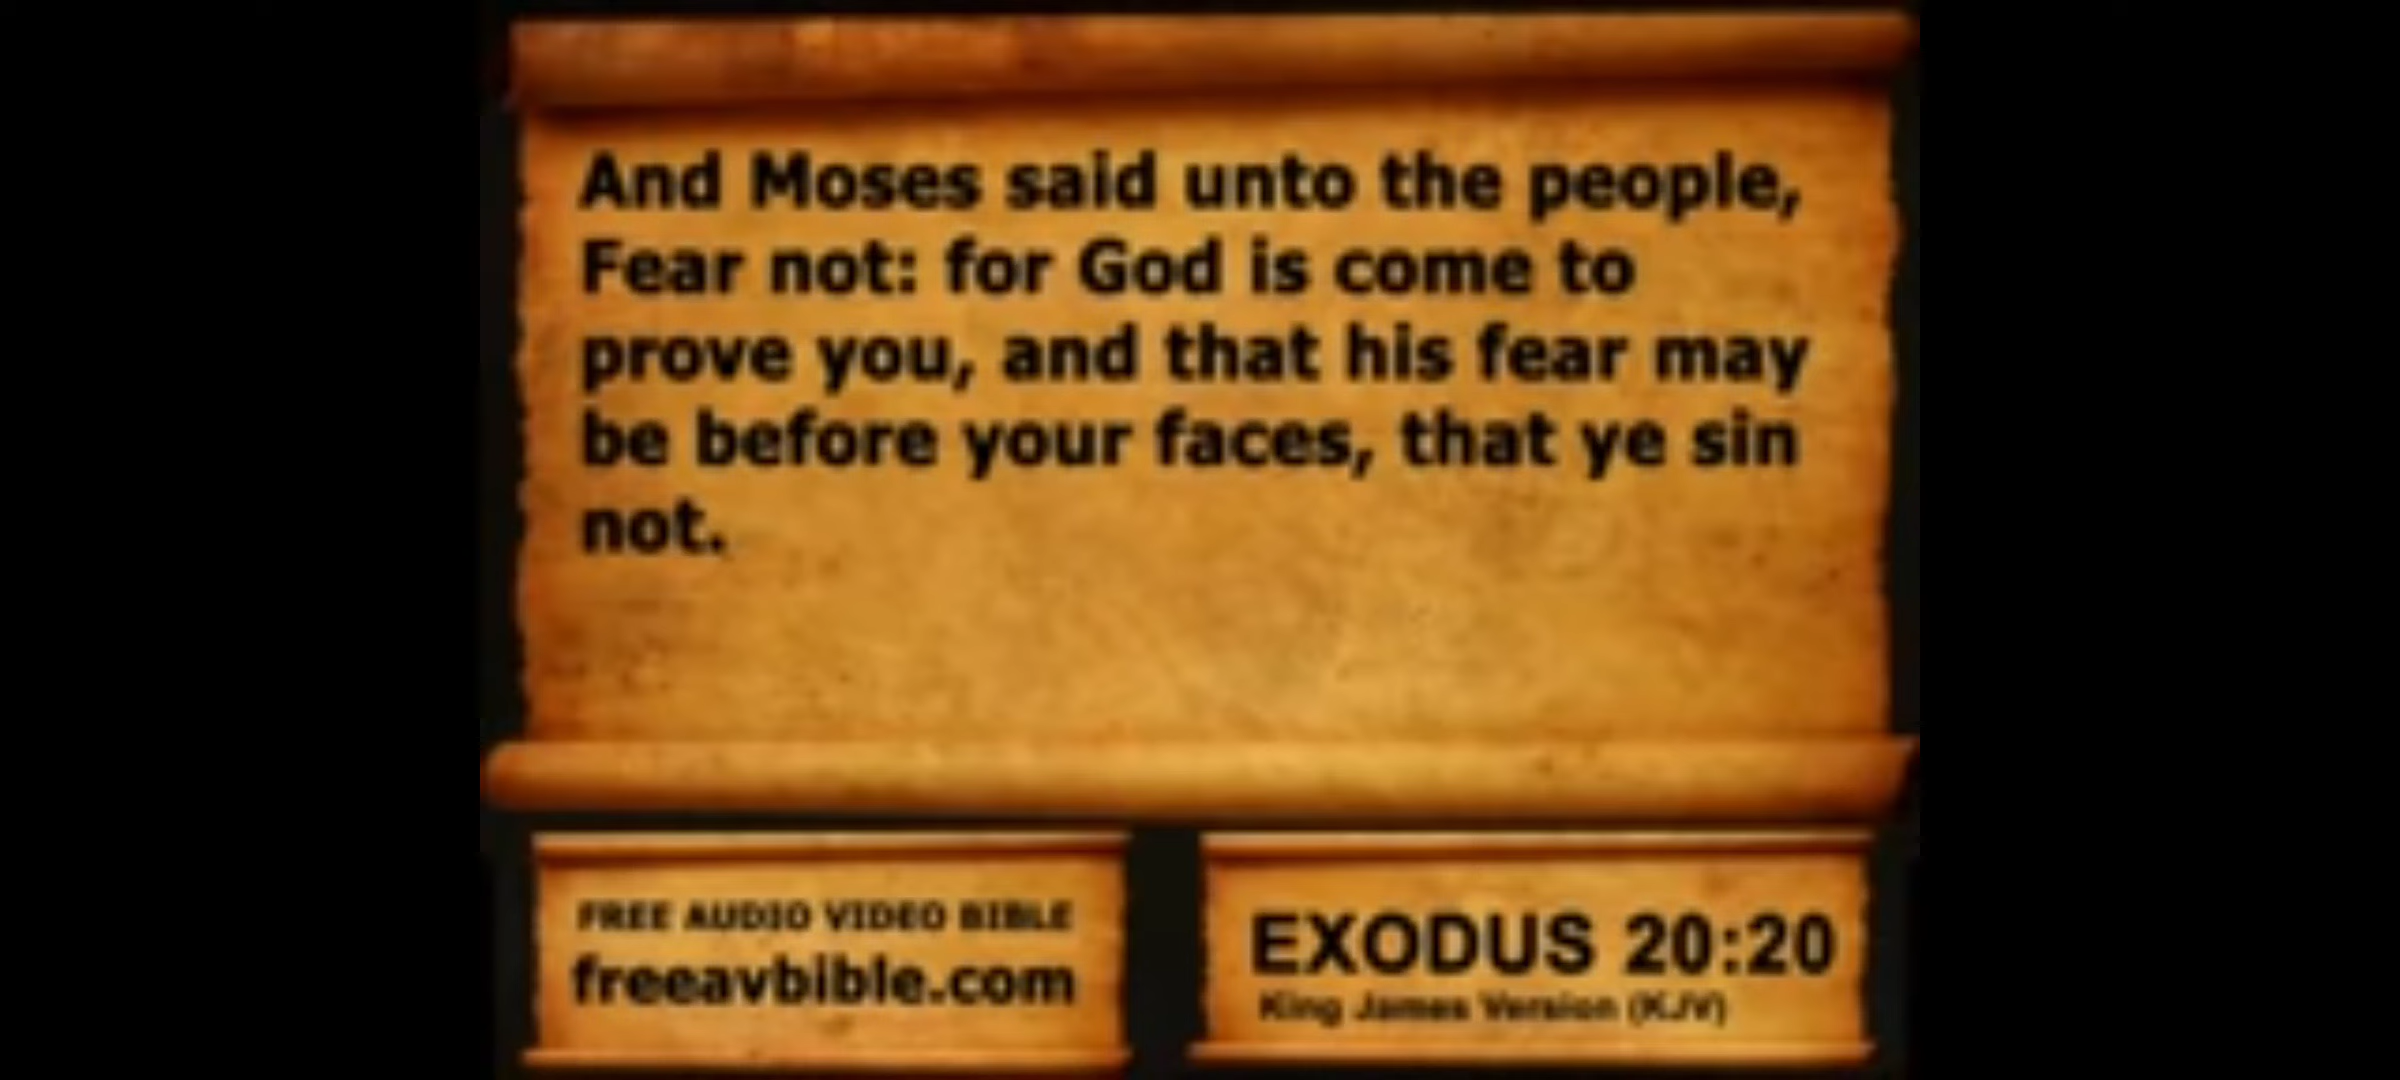 And Moses said unto the people,
Fear not: for God is come to
prove you, and that his fear may
be before your faces, that ye sin
not.
FREE AUDIO VIDEO BIBLE
freeavbible.com
EXODUS 20:20
King James Version (KJV)